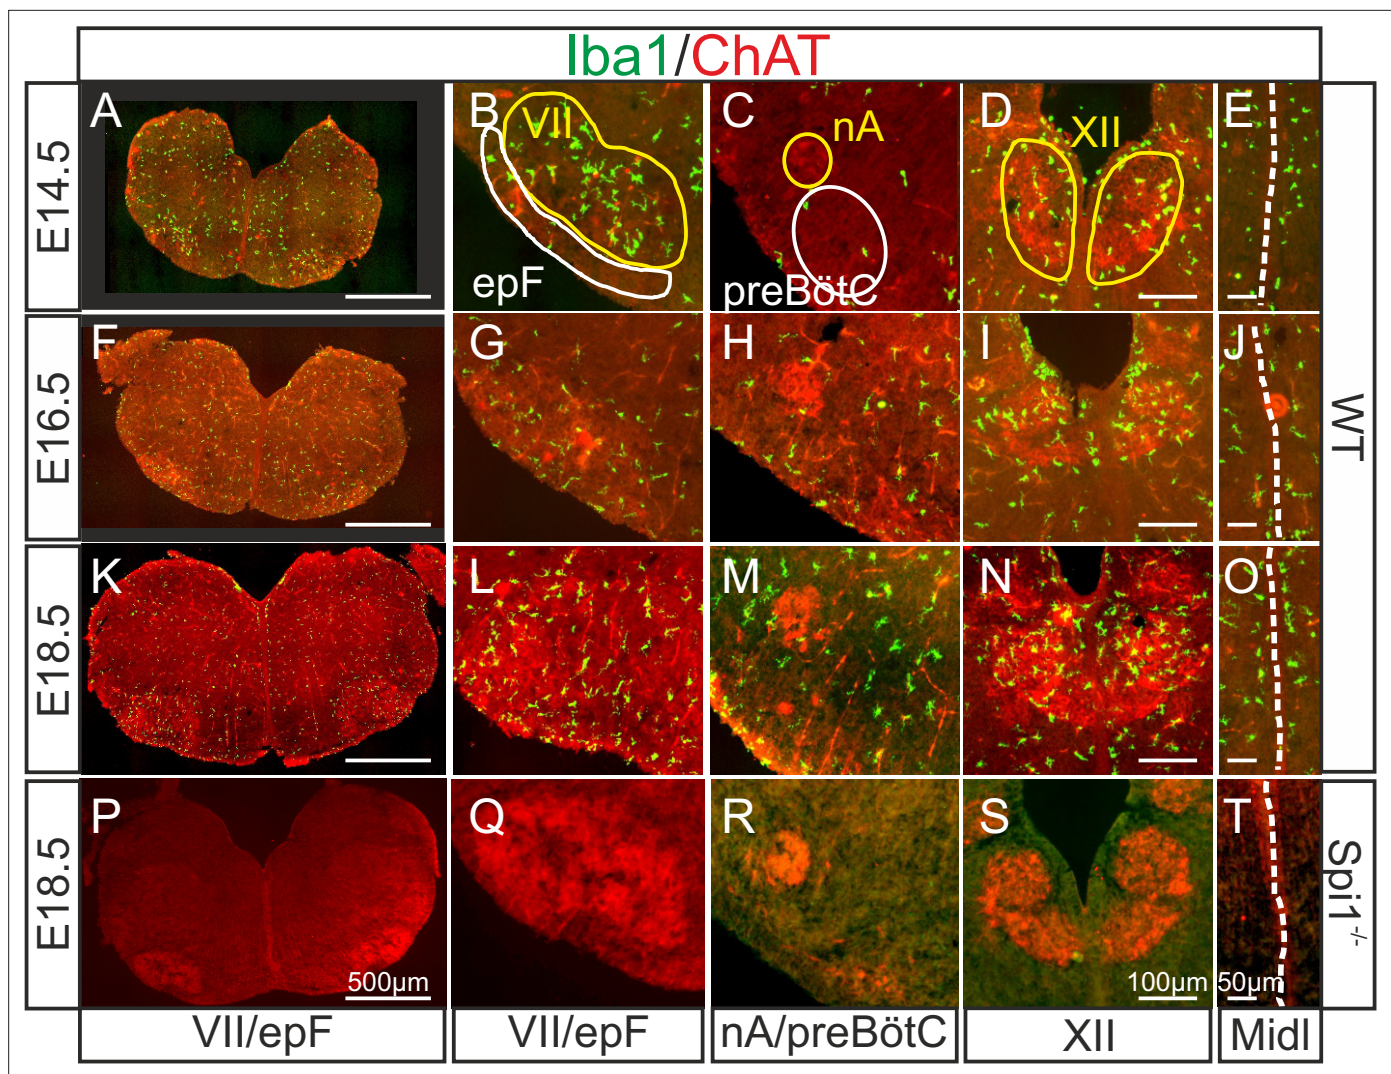 Iba1/ChAT
E14.5
A
B
VII
epF
C
nA
preBötC
D
XII
E
WT
E16.5
F
G
H
I
J
E18.5
K
L
M
N
O
E18.5
P
500µm
Q
R
S
100µm
T
50µm
Spi1-/-
VII/epF
VII/epF
nA/preBötC
XII
Midl